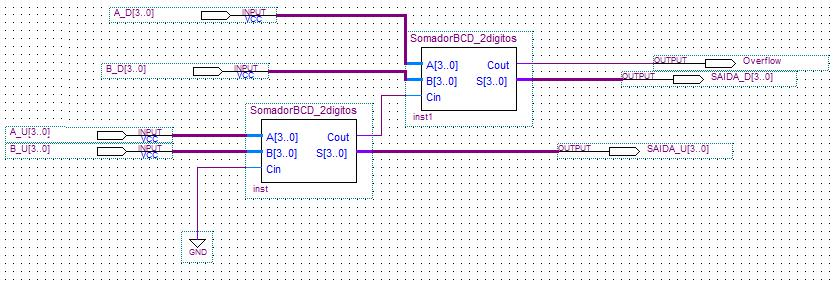 A_D[3..0] INPUT VCC
SomadorBCD_2digitos
A[3..0] Cout OUTPUT Overflow
B_D[3..0] INPUT VCC
B[3..0] S[3..0] OUTPUT SAIDA_D[3..0]
Cin
inst1
SomadorBCD_2digitos
A_U[3..0] INPUT VCC A[3..0] Cout
B_U[3..0] INPUT VCC B[3..0] S[3..0] OUTPUT SAIDA_U[3..0]
Cin
inst
GND